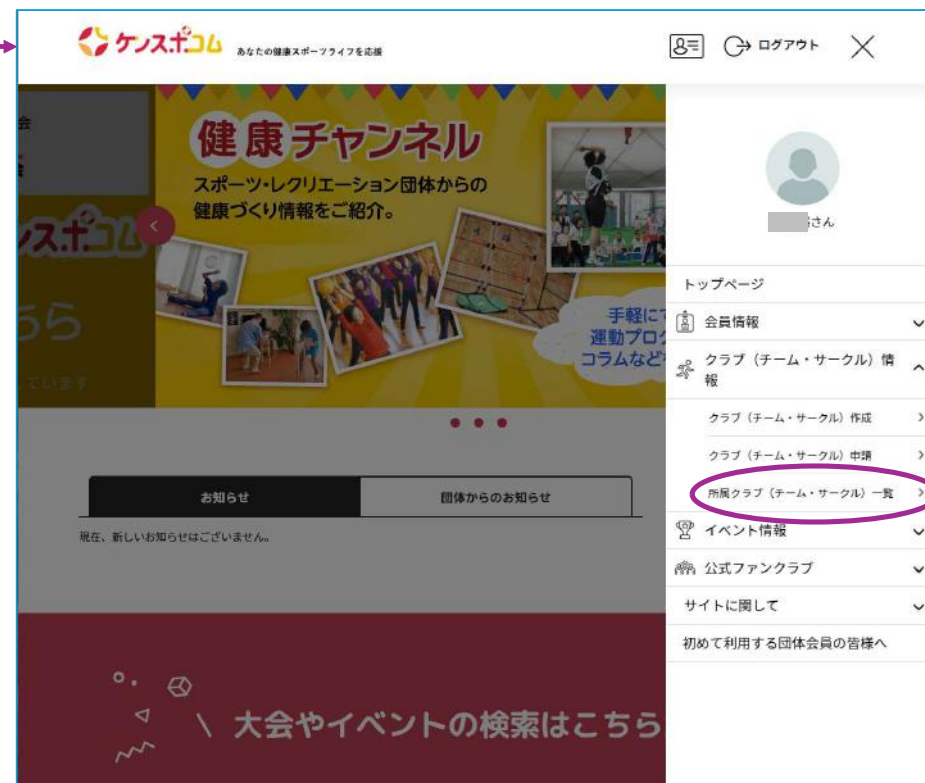 ケンスポコム
あなたの健康スポーツライフを応援
ログアウト
会
健康チャンネル
スポーツ・レクリエーション団体からの
健康づくり情報をご紹介。
ンスポコム
ちら
しています
手軽に
運動プロ
コラムなど
さん
トップページ
会員情報
クラブ（チーム・サークル）情
報
クラブ（チーム・サークル）作成
クラブ（チーム・サークル）申請
所属クラブ（チーム・サークル）一覧
イベント情報
公式ファンクラブ
サイトに関して
初めて利用する団体会員の皆様へ
お知らせ
団体からのお知らせ
現在、新しいお知らせはございません。
大会やイベントの検索はこちら